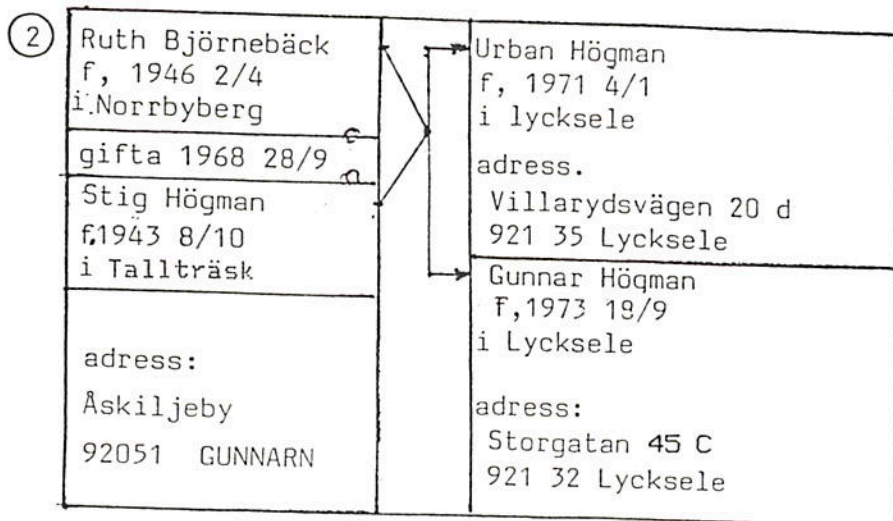 2
Ruth Björnebäck
f, 1946 2/4
i Norrbyberg
gifta 1968 28/9
Stig Högman
f.1943 8/10
i Tallträsk
adress:
Åskiljeby
92051 GUNNARN
Urban Högman
f, 1971 4/1
i lycksele
adress.
Villarydsvägen 20 d
921 35 Lycksele
Gunnar Högman
f,1973 18/9
i Lycksele
adress:
Storgatan 45 C
921 32 Lycksele